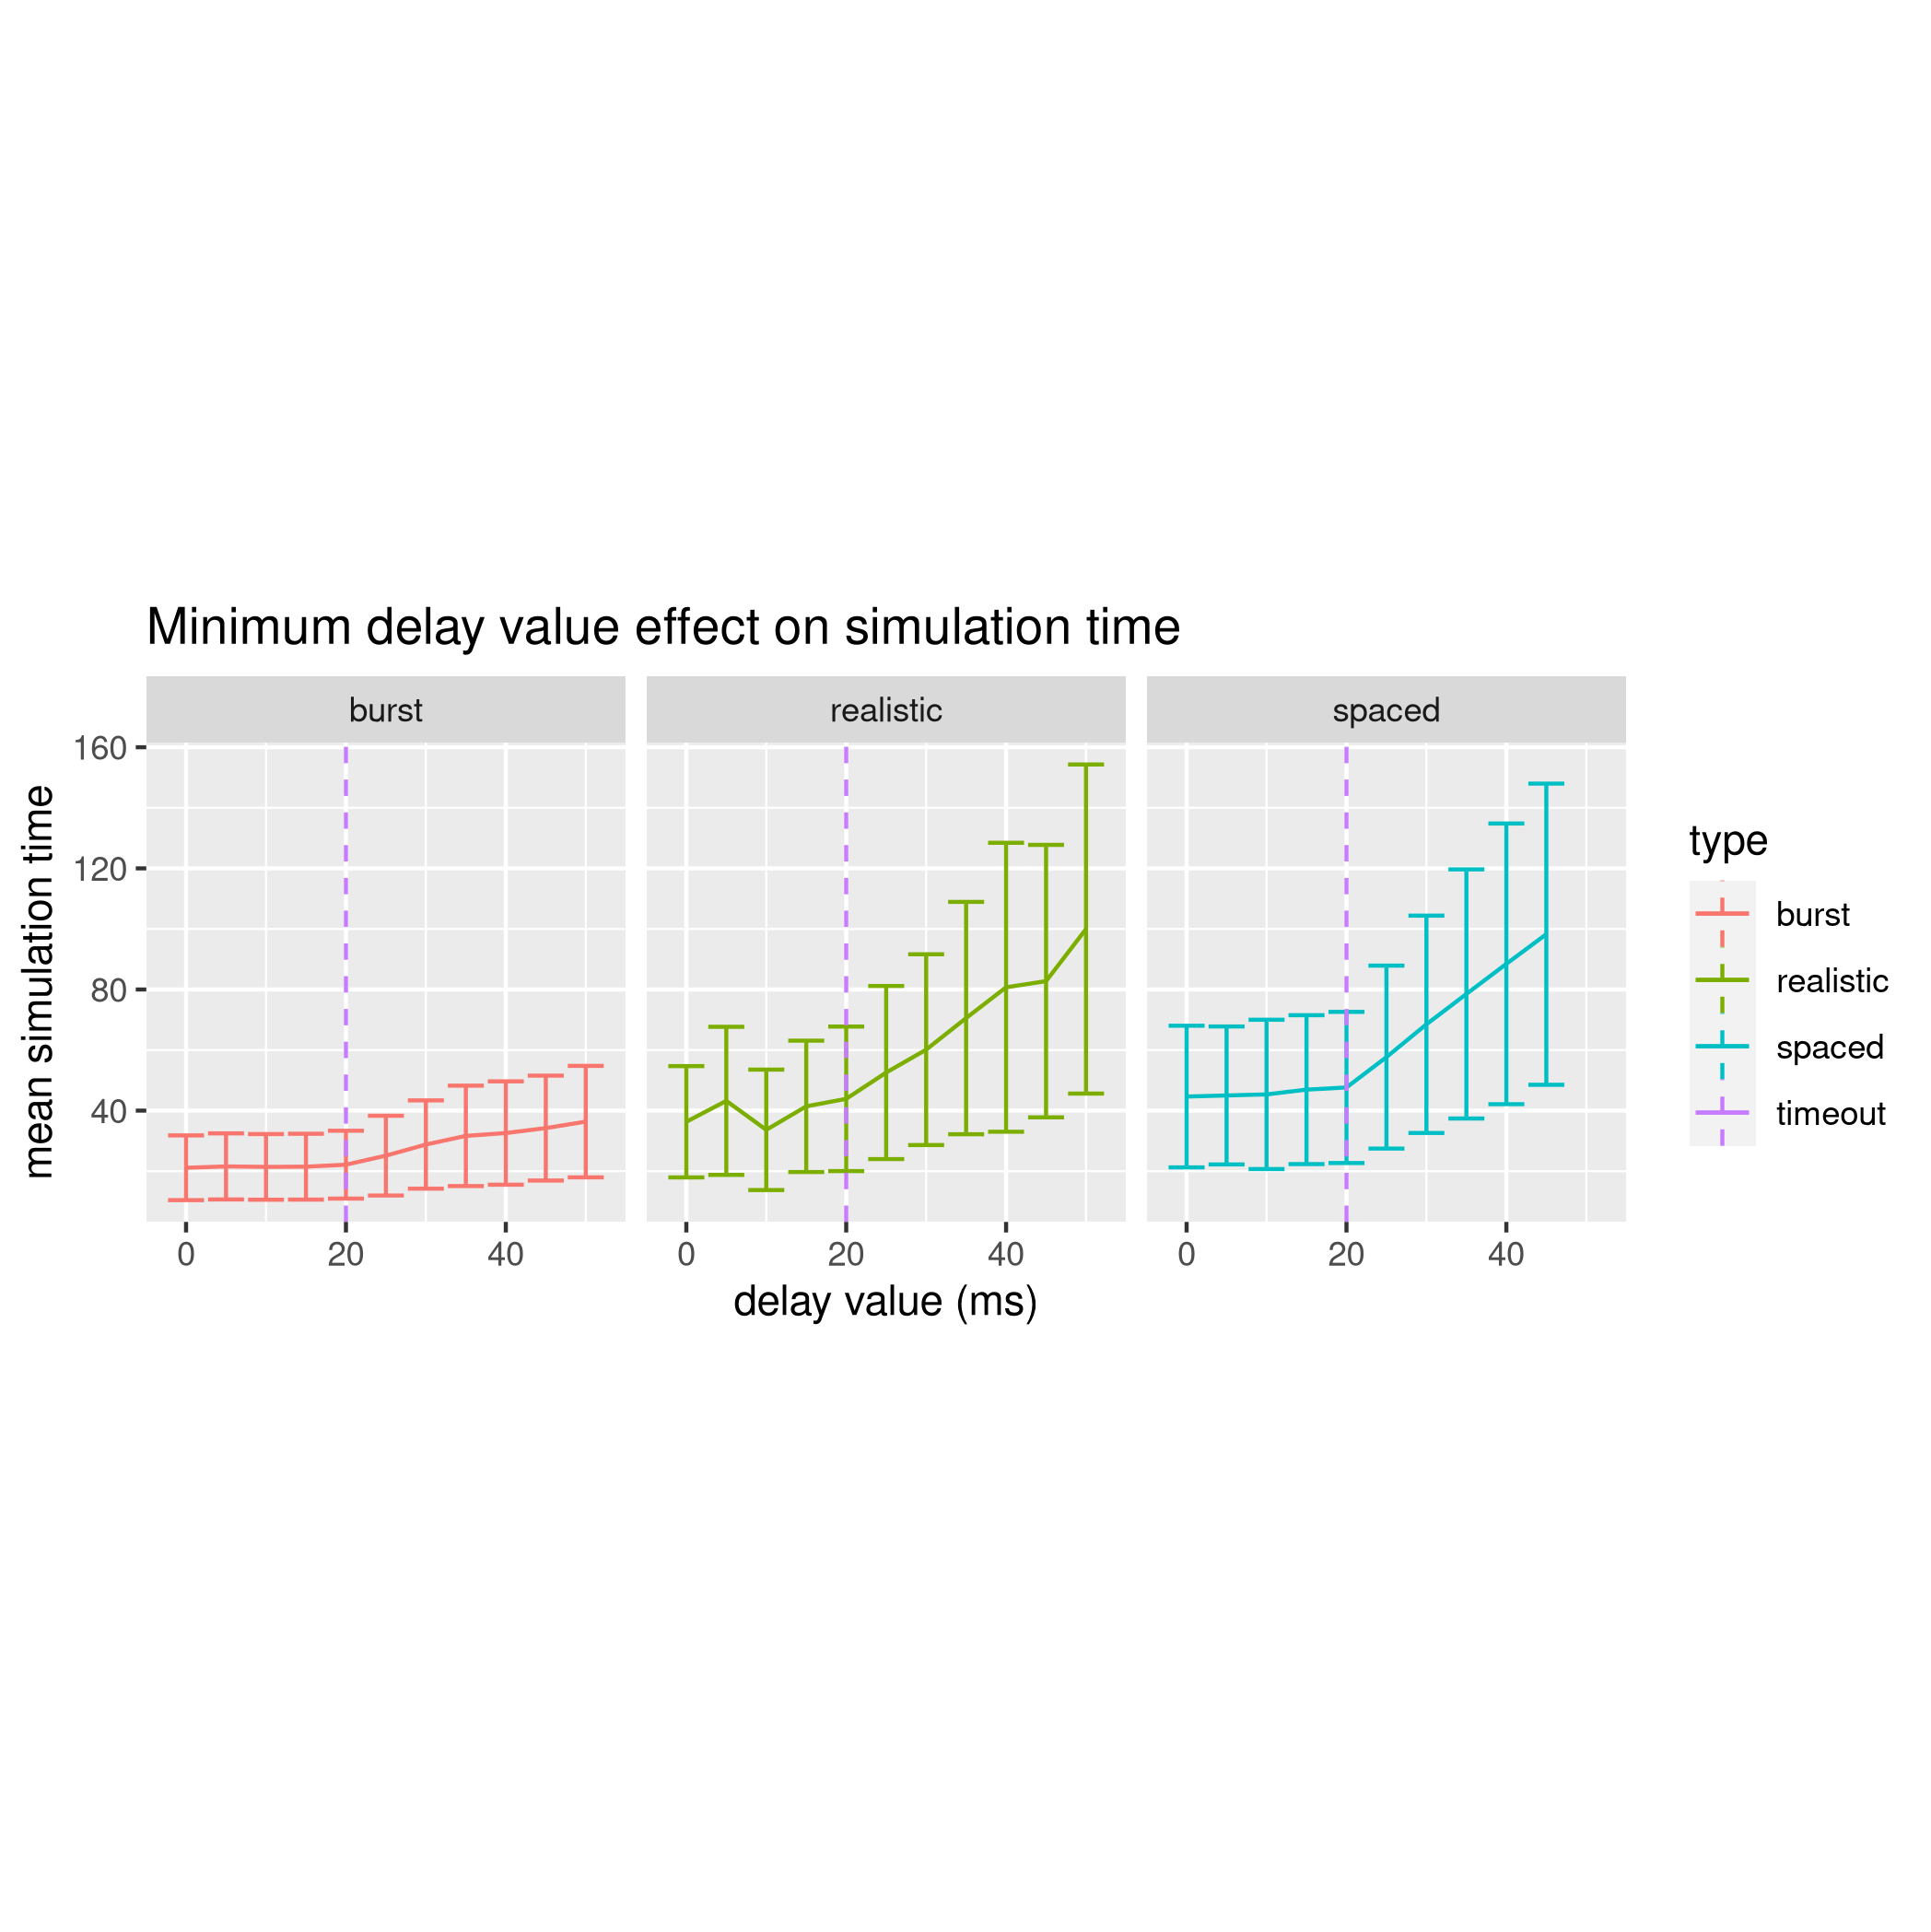 Minimum delay value effect on simulation time
burst
realistic
spaced
160
120
80
40
mean simulation time
0
20
40
0
20
40
0
20
40
delay value (ms)
type
burst
realistic
spaced
timeout